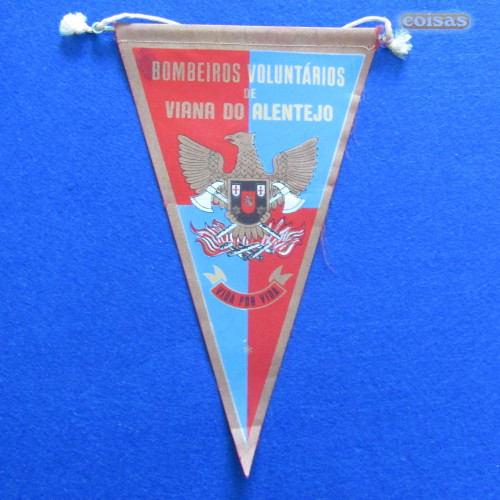 coisas
BOMBEIROS VOLUNTÁRIOS
DE
VIANA DO ALENTEJO
VIDA POR VIDA